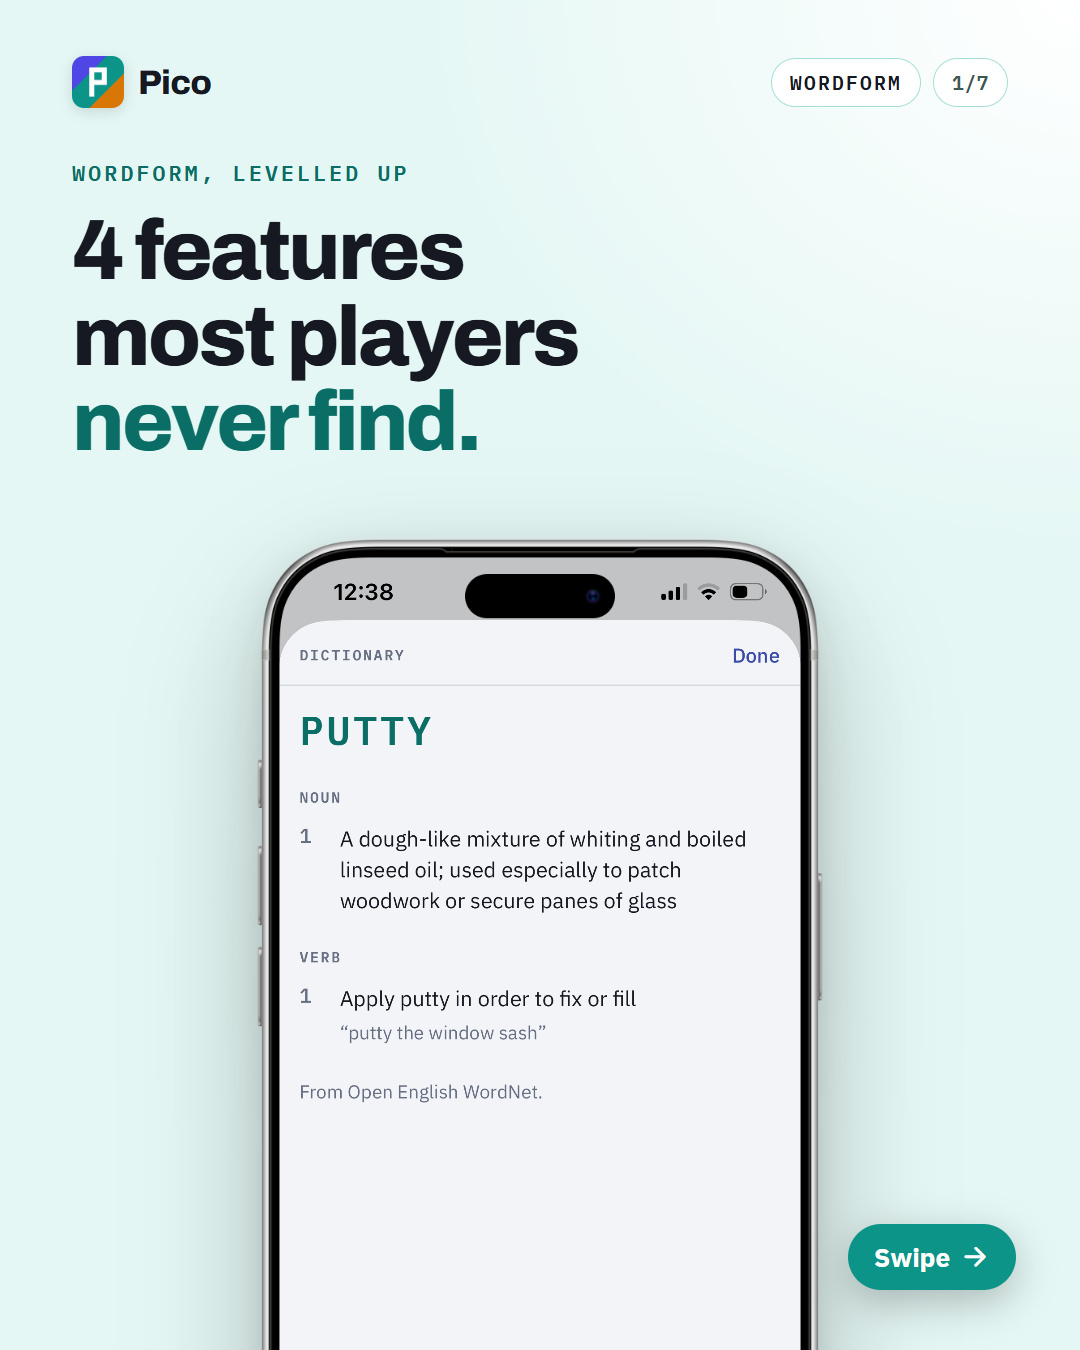 Pico
WORDFORM
1/7
WORDFORM, LEVELLED UP
4 features
most players
never find.
12:38
DICTIONARY
Done
PUTTY
NOUN
1 A dough-like mixture of whiting and boiled
linseed oil; used especially to patch
woodwork or secure panes of glass
VERB
1 Apply putty in order to fix or fill
“putty the window sash”
From Open English WordNet.
Swipe →